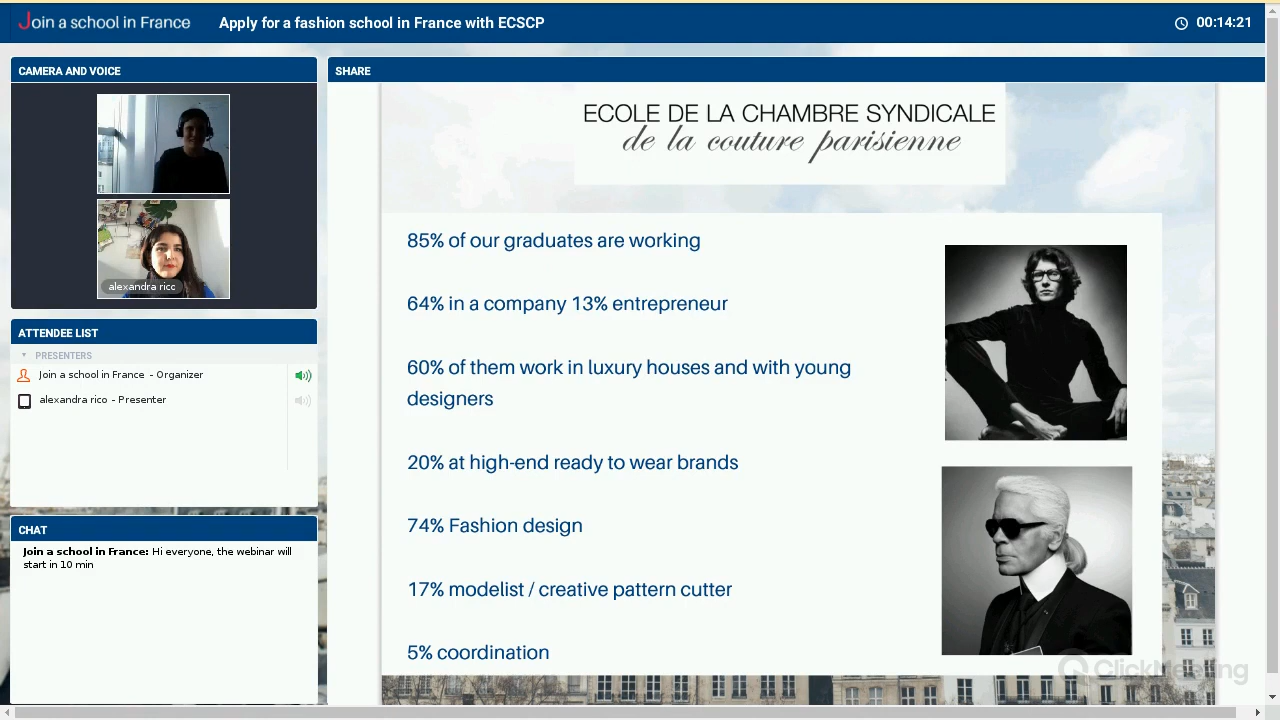 Join a school in France
Apply for a fashion school in France with ECSCP
00:14:21
CAMERA AND VOICE
alexandra rico
ATTENDEE LIST
PRESENTERS
Join a school in France - Organizer
alexandra rico - Presenter
CHAT
Join a school in France: Hi everyone, the webinar will
start in 10 min
SHARE
ECOLE DE LA CHAMBRE SYNDICALE
de la couture parisienne
85% of our graduates are working
64% in a company 13% entrepreneur
60% of them work in luxury houses and with young
designers
20% at high-end ready to wear brands
74% Fashion design
17% modelist / creative pattern cutter
5% coordination
ClickMeeting